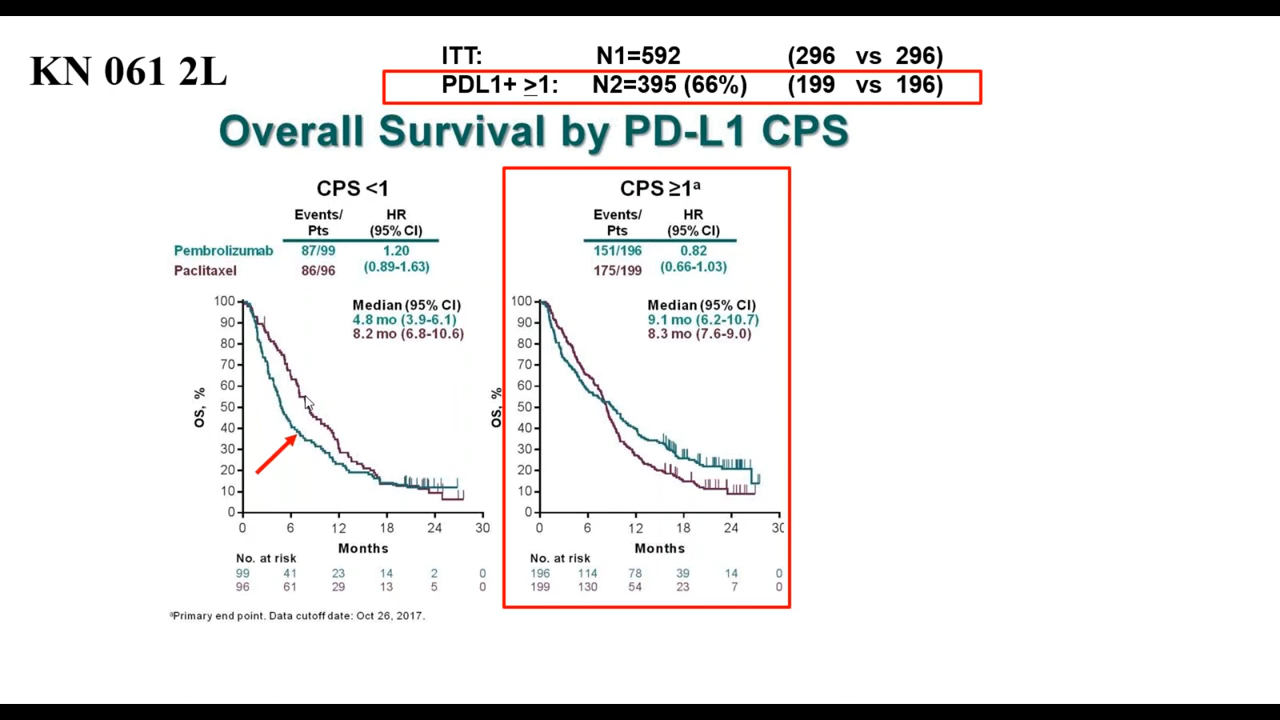 KN 061 2L
ITT: N1=592 (296 vs 296)
PDL1+ ≥1: N2=395 (66%) (199 vs 196)
Overall Survival by PD-L1 CPS
CPS <1
Events/ HR
Pts (95% CI)
Pembrolizumab 87/99 1.20
Paclitaxel 86/96 (0.89-1.63)
Median (95% CI)
4.8 mo (3.9-6.1)
8.2 mo (6.8-10.6)
OS, %
100
90
80
70
60
50
40
30
20
10
0
0 6 12 18 24 30
Months
No. at risk
99 41 23 14 2 0
96 61 29 13 5 0
CPS ≥1ᵃ
Events/ HR
Pts (95% CI)
151/196 0.82
175/199 (0.66-1.03)
Median (95% CI)
9.1 mo (6.2-10.7)
8.3 mo (7.6-9.0)
OS, %
100
90
80
70
60
50
40
30
20
10
0
0 6 12 18 24 30
Months
No. at risk
196 114 78 39 14 0
199 130 54 23 7 0
ᵃPrimary end point. Data cutoff date: Oct 26, 2017.